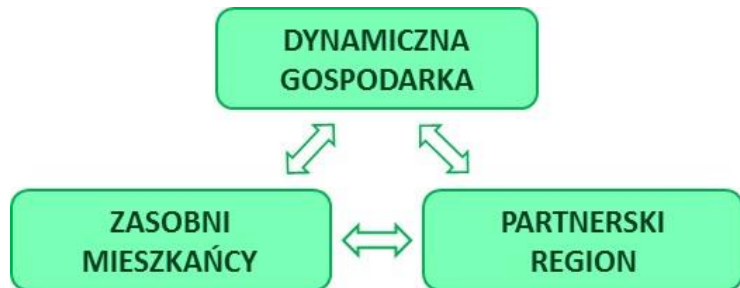 DYNAMICZNA
GOSPODARKA
ZASOBNI
MIESZKAŃCY
PARTNERSKI
REGION